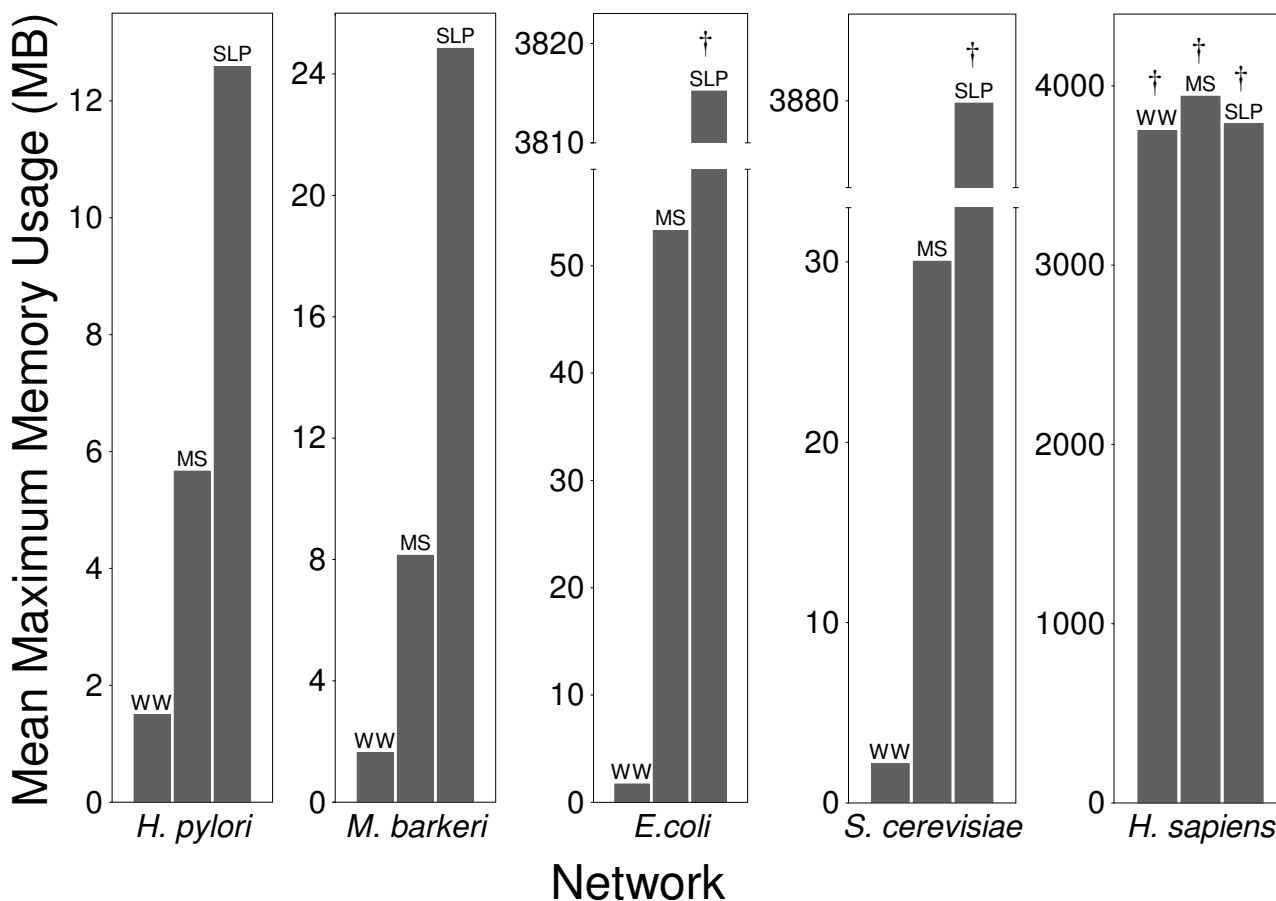 Mean Maximum Memory Usage (MB)
12
10
8
6
4
2
0
WW
MS
SLP
H. pylori
24
20
16
12
8
4
0
WW
MS
SLP
M. barkeri
3820
3810
50
40
30
20
10
0
WW
MS
†
SLP
E.coli
3880
30
20
10
0
WW
MS
†
SLP
S. cerevisiae
4000
3000
2000
1000
0
†
WW
†
MS
†
SLP
H. sapiens
Network